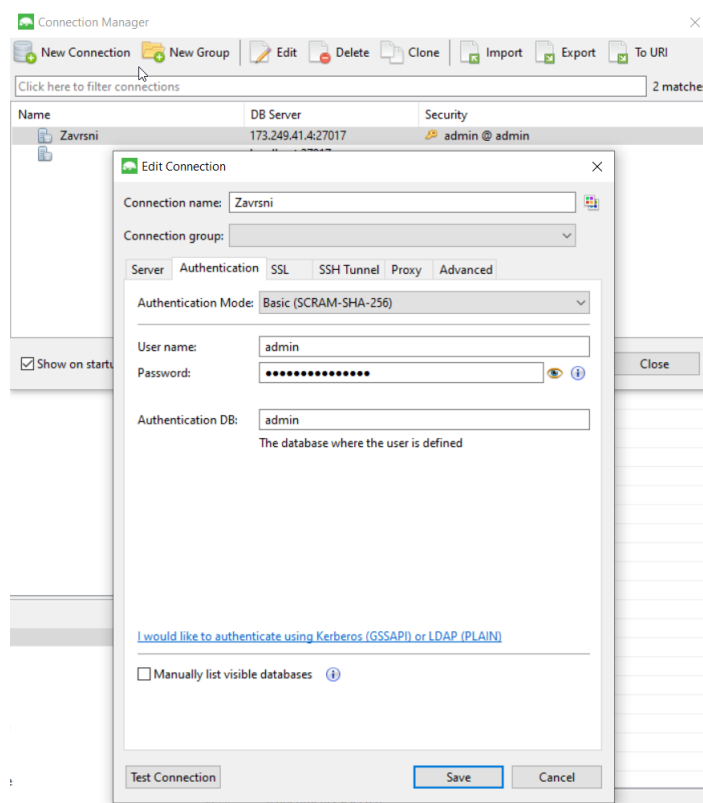 Connection Manager
New Connection New Group Edit Delete Clone Import Export To URI
Click here to filter connections 2 matche
Name DB Server Security
Zavrsni 173.249.41.4:27017 admin @ admin
Edit Connection
Connection name: Zavrsni
Connection group:
Server Authentication SSL SSH Tunnel Proxy Advanced
Authentication Mode: Basic (SCRAM-SHA-256)
User name: admin
Password: ●●●●●●●●●●●●●●●
Show on startu Close
Authentication DB: admin
The database where the user is defined
I would like to authenticate using Kerberos (GSSAPI) or LDAP (PLAIN)
Manually list visible databases
Test Connection Save Cancel